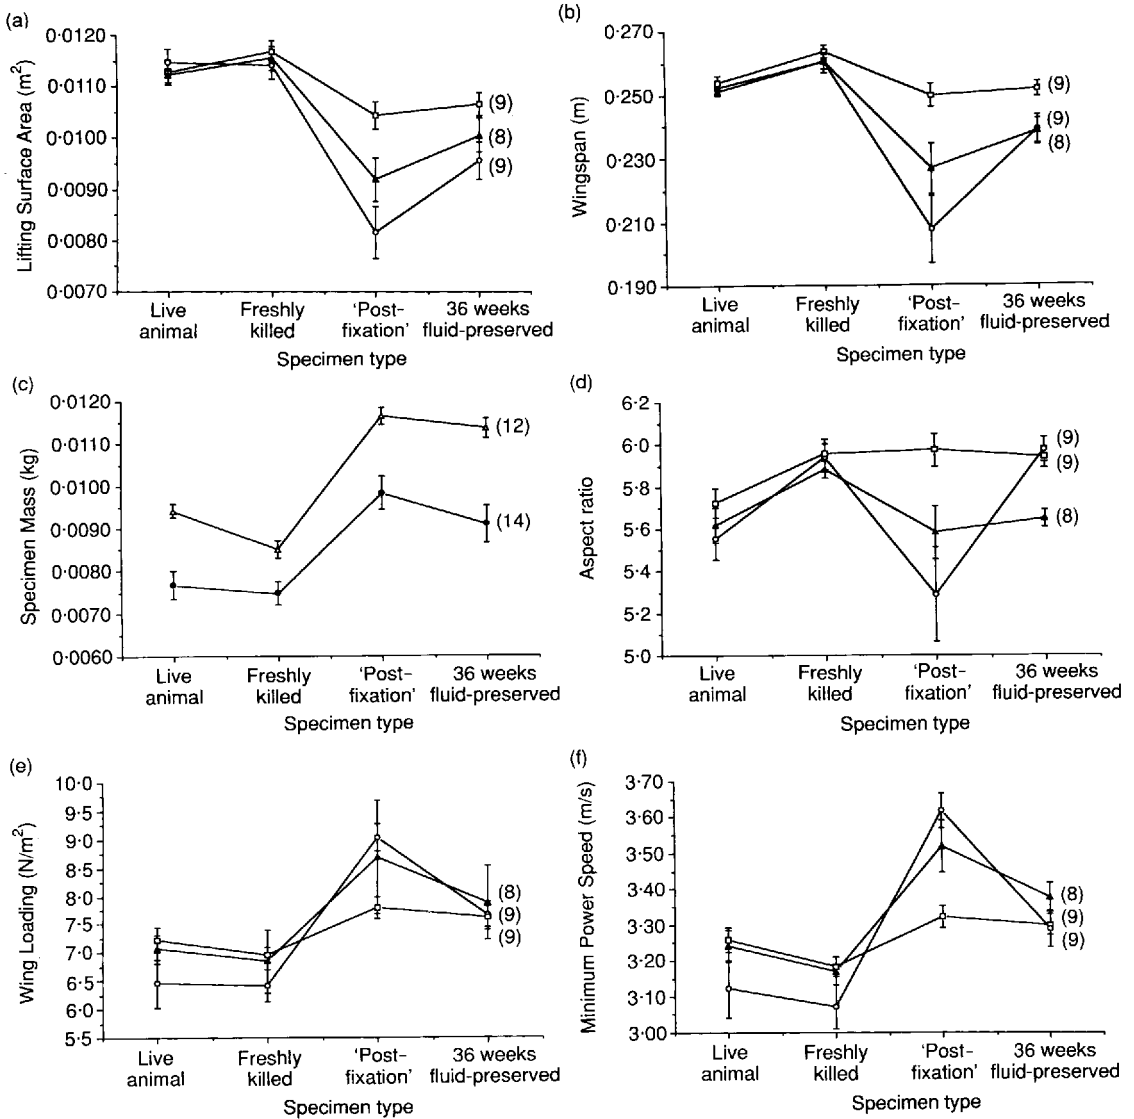 (a)
0·0120
0·0110
0·0100
0·0090
0·0080
0·0070
Lifting Surface Area (m²)
(9)
(8)
(9)
Live animal
Freshly killed
'Post-fixation'
36 weeks fluid-preserved
Specimen type
(b)
0·270
0·250
0·230
0·210
0·190
Wingspan (m)
(9)
(9)
(8)
Live animal
Freshly killed
'Post-fixation'
36 weeks fluid-preserved
Specimen type
(c)
0·0120
0·0110
0·0100
0·0090
0·0080
0·0070
0·0060
Specimen Mass (kg)
(12)
(14)
Live animal
Freshly killed
'Post-fixation'
36 weeks fluid-preserved
Specimen type
(d)
6·2
6·0
5·8
5·6
5·4
5·2
5·0
Aspect ratio
(9)
(9)
(8)
Live animal
Freshly killed
'Post-fixation'
36 weeks fluid-preserved
Specimen type
(e)
10·0
9·5
9·0
8·5
8·0
7·5
7·0
6·5
6·0
5·5
Wing Loading (N/m²)
(8)
(9)
(9)
Live animal
Freshly killed
'Post-fixation'
36 weeks fluid-preserved
Specimen type
(f)
3·70
3·60
3·50
3·40
3·30
3·20
3·10
3·00
Minimum Power Speed (m/s)
(8)
(9)
(9)
Live animal
Freshly killed
'Post-fixation'
36 weeks fluid-preserved
Specimen type